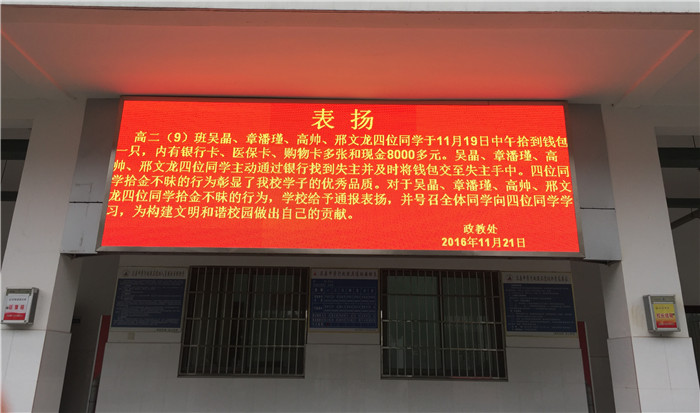 表扬
高二（9）班吴晶、章潘瑾、高帅、邢文龙四位同学于11月19日中午拾到钱包
一只，内有银行卡、医保卡、购物卡多张和现金8000多元。吴晶、章潘瑾、高
帅、邢文龙四位同学主动通过银行找到失主并及时将钱包交至失主手中。四位同
学拾金不昧的行为彰显了我校学子的优秀品质。对于吴晶、章潘瑾、高帅、邢文
龙四位同学拾金不昧的行为，学校给予通报表扬，并号召全体同学向四位同学学
习，为构建文明和谐校园做出自己的贡献。
政教处
2016年11月21日